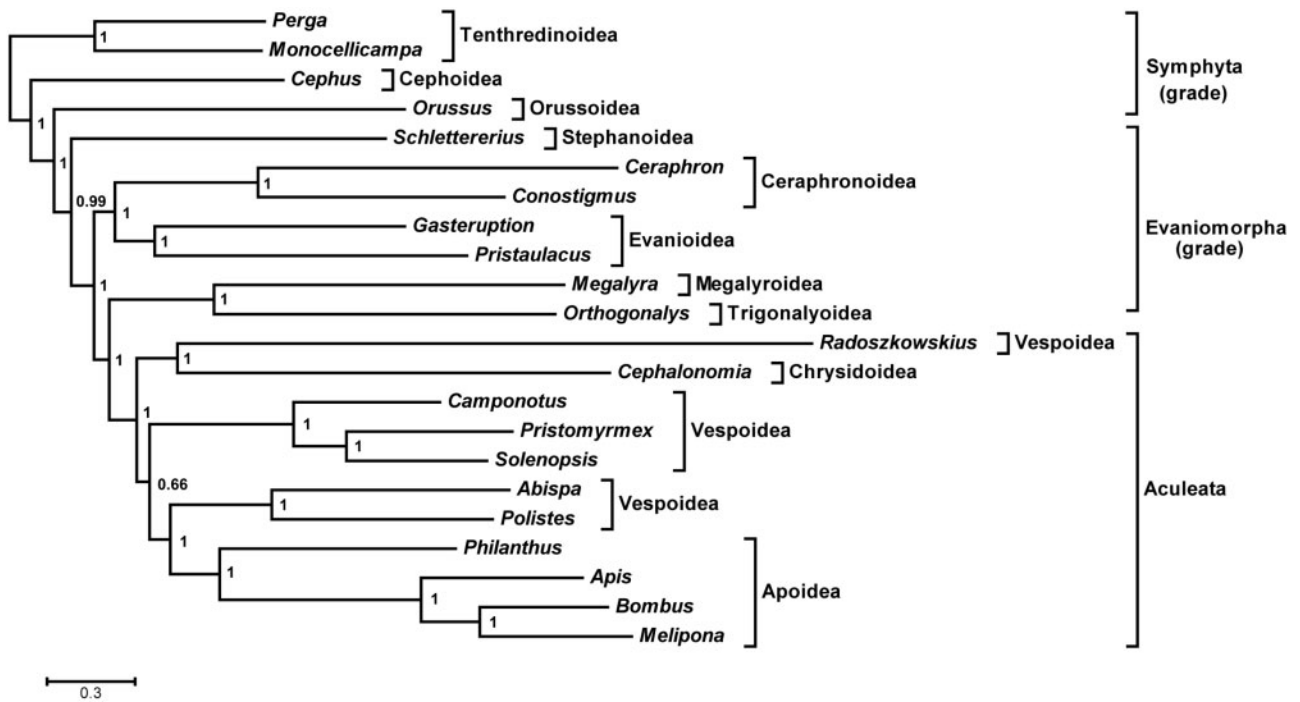 Perga
1
Tenthredinoidea
Monocellicampa
Cephus
Cephoidea
Symphyta
(grade)
1
Orussus
Orussoidea
1
Schlettererius
Stephanoidea
Ceraphron
1
Ceraphronoidea
Conostigmus
0.99
1
Gasteruption
Evaniomorpha
(grade)
1
Evanioidea
Pristaulacus
1
Megalyra
Megalyroidea
1
Orthogonalys
Trigonalyoidea
Radoszkowskius
Vespoidea
1
1
Cephalonomia
Chrysidoidea
Camponotus
1
1
Pristomyrmex
Vespoidea
1
Solenopsis
0.66
Abispa
Aculeata
1
Vespoidea
Polistes
1
Philanthus
1
Apis
Apoidea
1
Bombus
1
Melipona
0.3